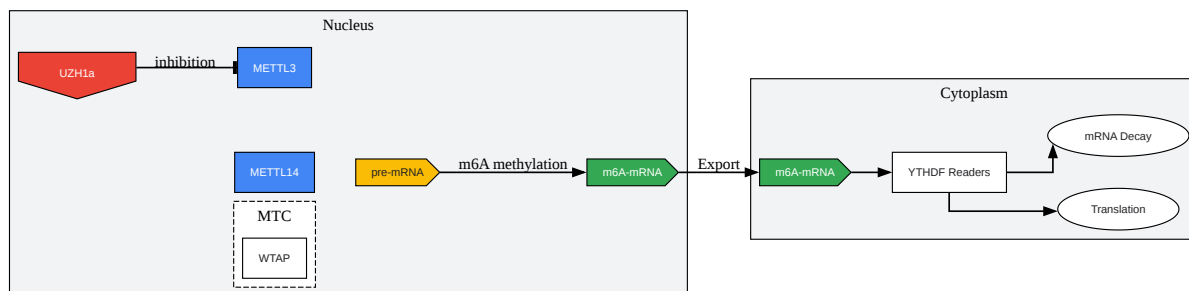 Nucleus
UZH1a
inhibition
METTL3
METTL14
MTC
WTAP
pre-mRNA
m6A methylation
m6A-mRNA
Export
Cytoplasm
m6A-mRNA
YTHDF Readers
mRNA Decay
Translation